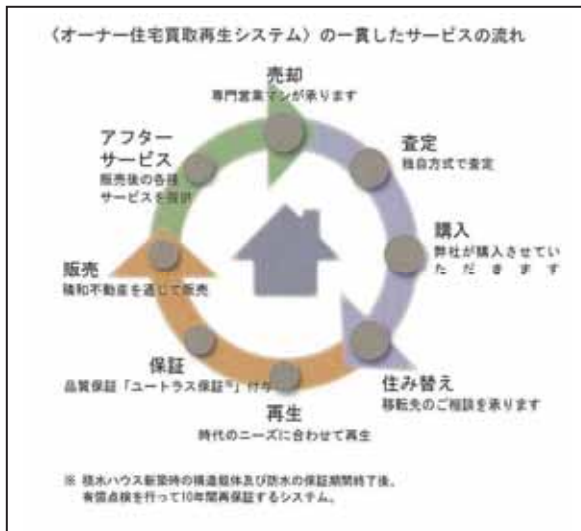 〈オーナー住宅買取再生システム〉の一貫したサービスの流れ
売却
専門営業マンが承ります
査定
独自方式で査定
購入
弊社が購入させてい
ただきます
住み替え
移転先のご相談を承ります
再生
時代のニーズに合わせて再生
保証
品質保証「ユートラス保証※」付与
販売
積和不動産を通じて販売
アフター
サービス
販売後の各種
サービスを提供
※ 積水ハウス新築時の構造躯体及び防水の保証期間終了後、
有償点検を行って10年間再保証するシステム。